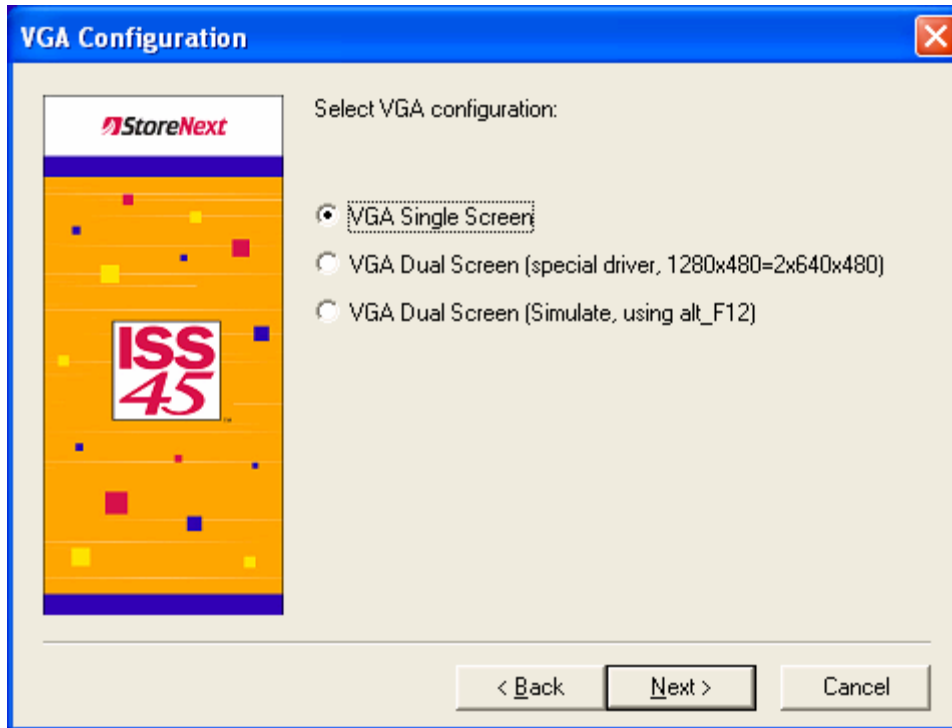 VGA Configuration
StoreNext
ISS
45
Select VGA configuration:
VGA Single Screen
VGA Dual Screen (special driver, 1280x480=2x640x480)
VGA Dual Screen (Simulate, using alt_F12)
< Back
Next >
Cancel